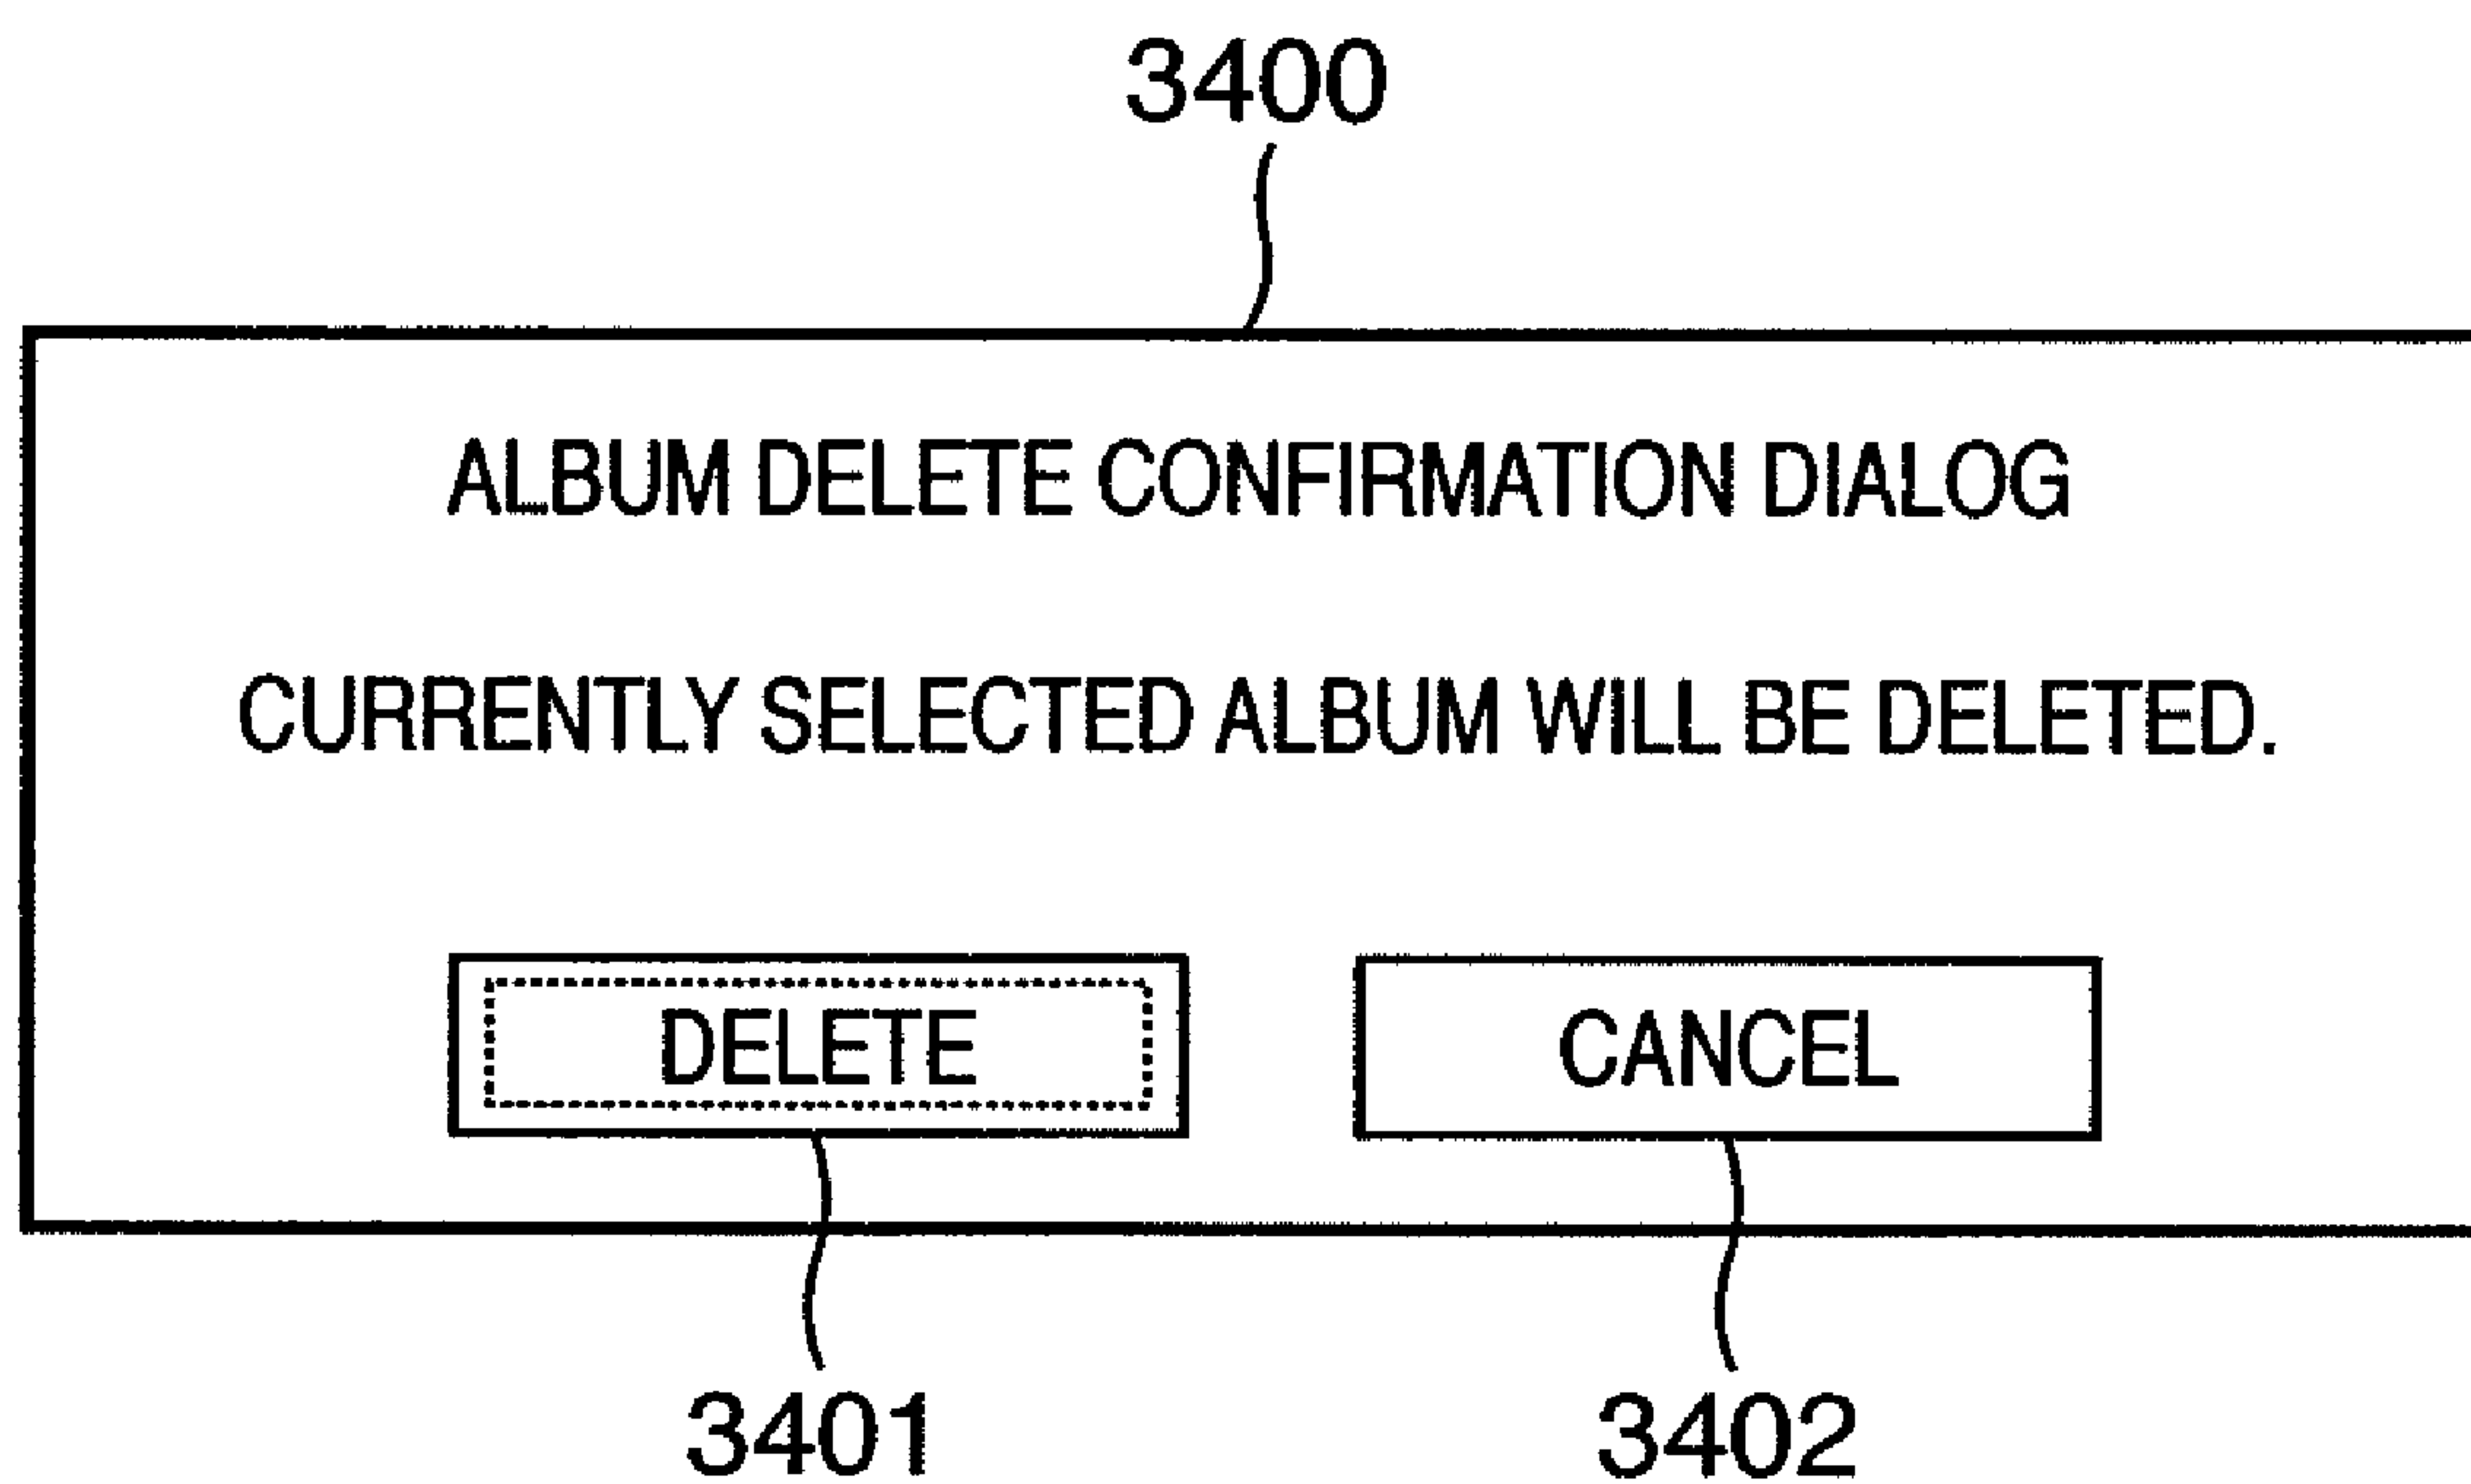 3400
ALBUM DELETE CONFIRMATION DIALOG
CURRENTLY SELECTED ALBUM WILL BE DELETED.
DELETE CANCEL
3401 3402